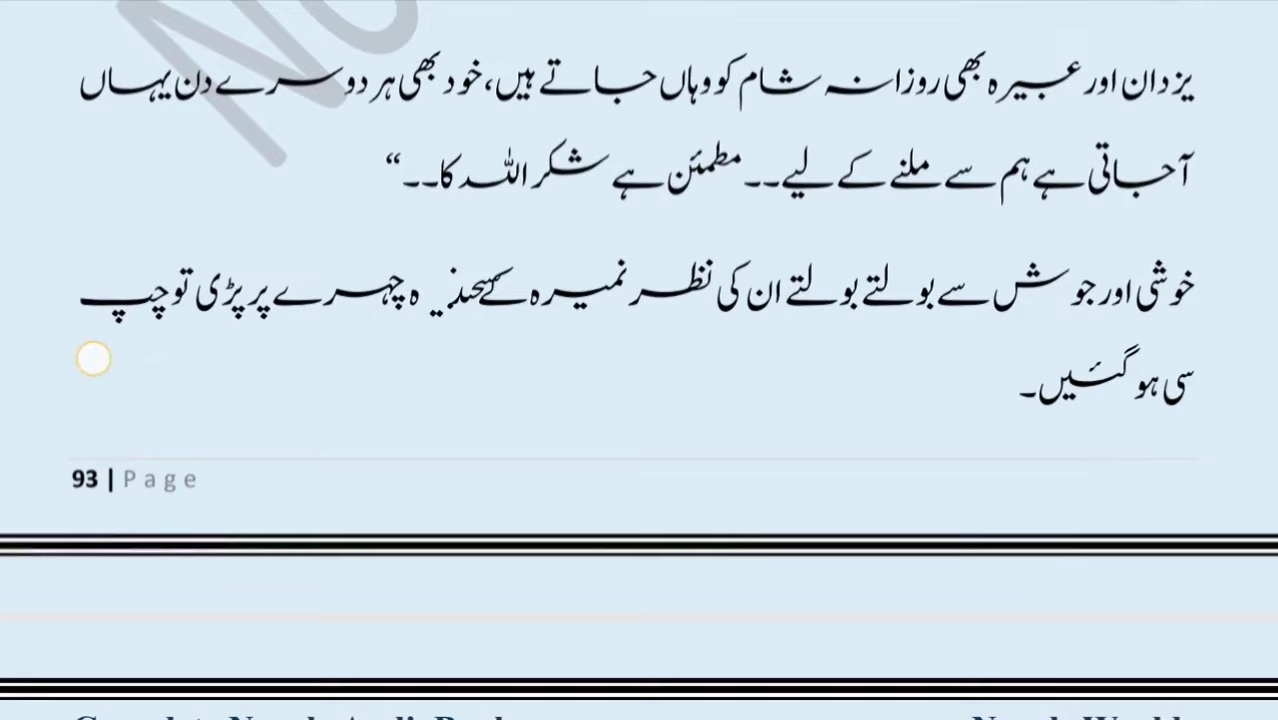 یزدان اور عبیرہ بھی روزانہ شام کو وہاں جاتے ہیں، خود بھی ہر دوسرے دن یہاں
آجاتی ہے ہم سے ملنے کے لیے۔۔ مطمئن ہے شکر اللہ کا۔۔“
خوشی اور جوش سے بولتے بولتے ان کی نظر نمیرہ کے سنجیدہ چہرے پر پڑی تو چپ
سی ہو گئیں۔
93 | Page